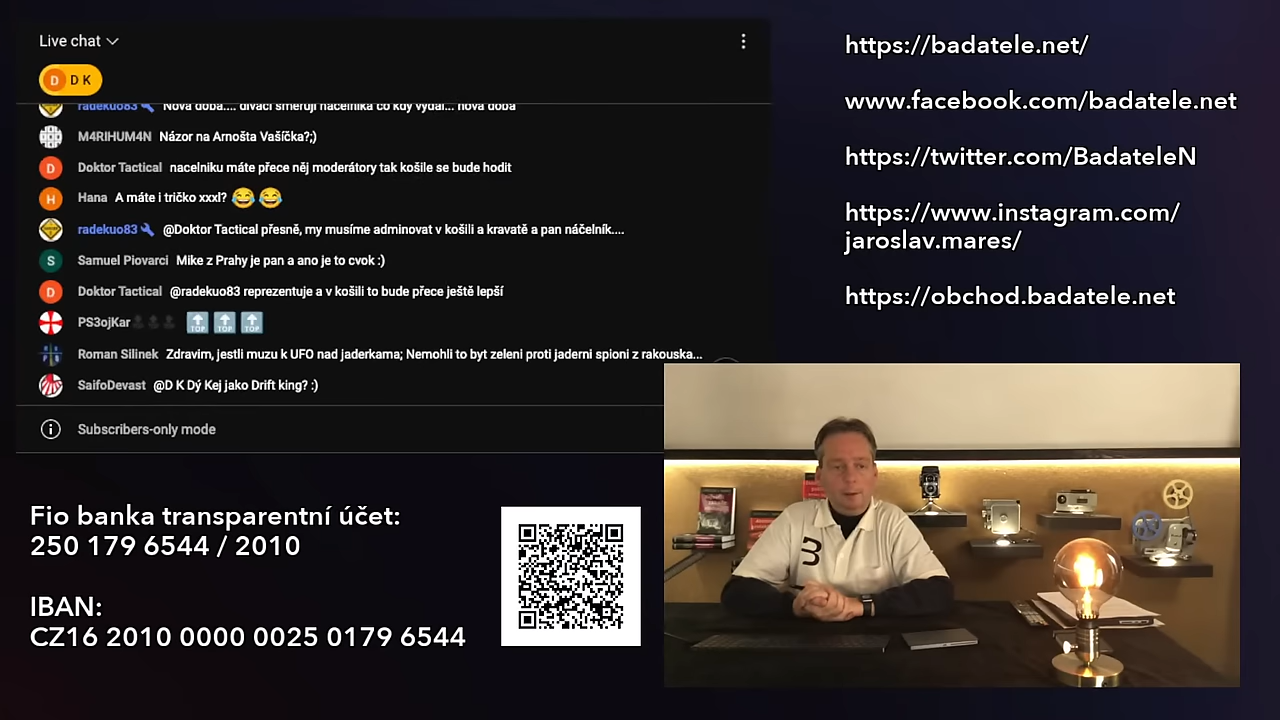 Live chat
D D K
radekuo83 Nová doba.... diváci směrují náčelníka co kdy vydal... nová doba
M4RIHUM4N Názor na Arnošta Vašíčka?;)
D Doktor Tactical nacelniku máte přece něj moderátory tak košile se bude hodit
H Hana A máte i tričko xxxl? 😂😂
radekuo83 @Doktor Tactical přesně, my musíme adminovat v košili a kravatě a pan náčelník....
S Samuel Piovarci Mike z Prahy je pan a ano je to cvok :)
D Doktor Tactical @radekuo83 reprezentuje a v košili to bude přece ještě lepší
PS3ojKar 🔝🔝🔝
Roman Silinek Zdravim, jestli muzu k UFO nad jaderkama; Nemohli to byt zeleni proti jaderni spioni z rakouska...
SaifoDevast @D K Dý Kej jako Drift king? :)
Subscribers-only mode
https://badatele.net/
www.facebook.com/badatele.net
https://twitter.com/BadateleN
https://www.instagram.com/
jaroslav.mares/
https://obchod.badatele.net
Fio banka transparentní účet:
250 179 6544 / 2010
IBAN:
CZ16 2010 0000 0025 0179 6544